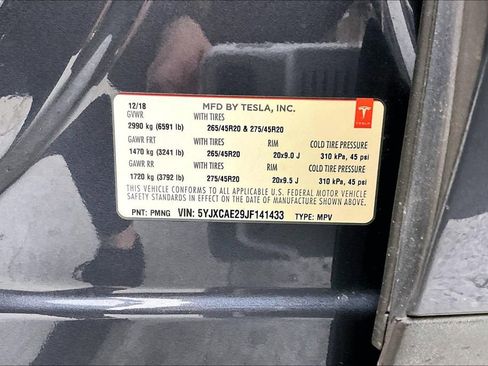 12/18 MFD BY TESLA, INC.
GVWR WITH TIRES
2990 kg (6591 lb) 265/45R20 & 275/45R20
GAWR FRT WITH TIRES RIM COLD TIRE PRESSURE
1470 kg (3241 lb) 265/45R20 20x9.0 J 310 kPa, 45 psi
GAWR RR WITH TIRES RIM COLD TIRE PRESSURE
1720 kg (3792 lb) 275/45R20 20x9.5 J 310 kPa, 45 psi
THIS VEHICLE CONFORMS TO ALL APPLICABLE U.S. FEDERAL MOTOR VEHICLE
SAFETY STANDARDS IN EFFECT ON THE DATE OF MANUFACTURE SHOWN ABOVE.
PNT: PMNG VIN: 5YJXCAE29JF141433 TYPE: MPV
TESLA